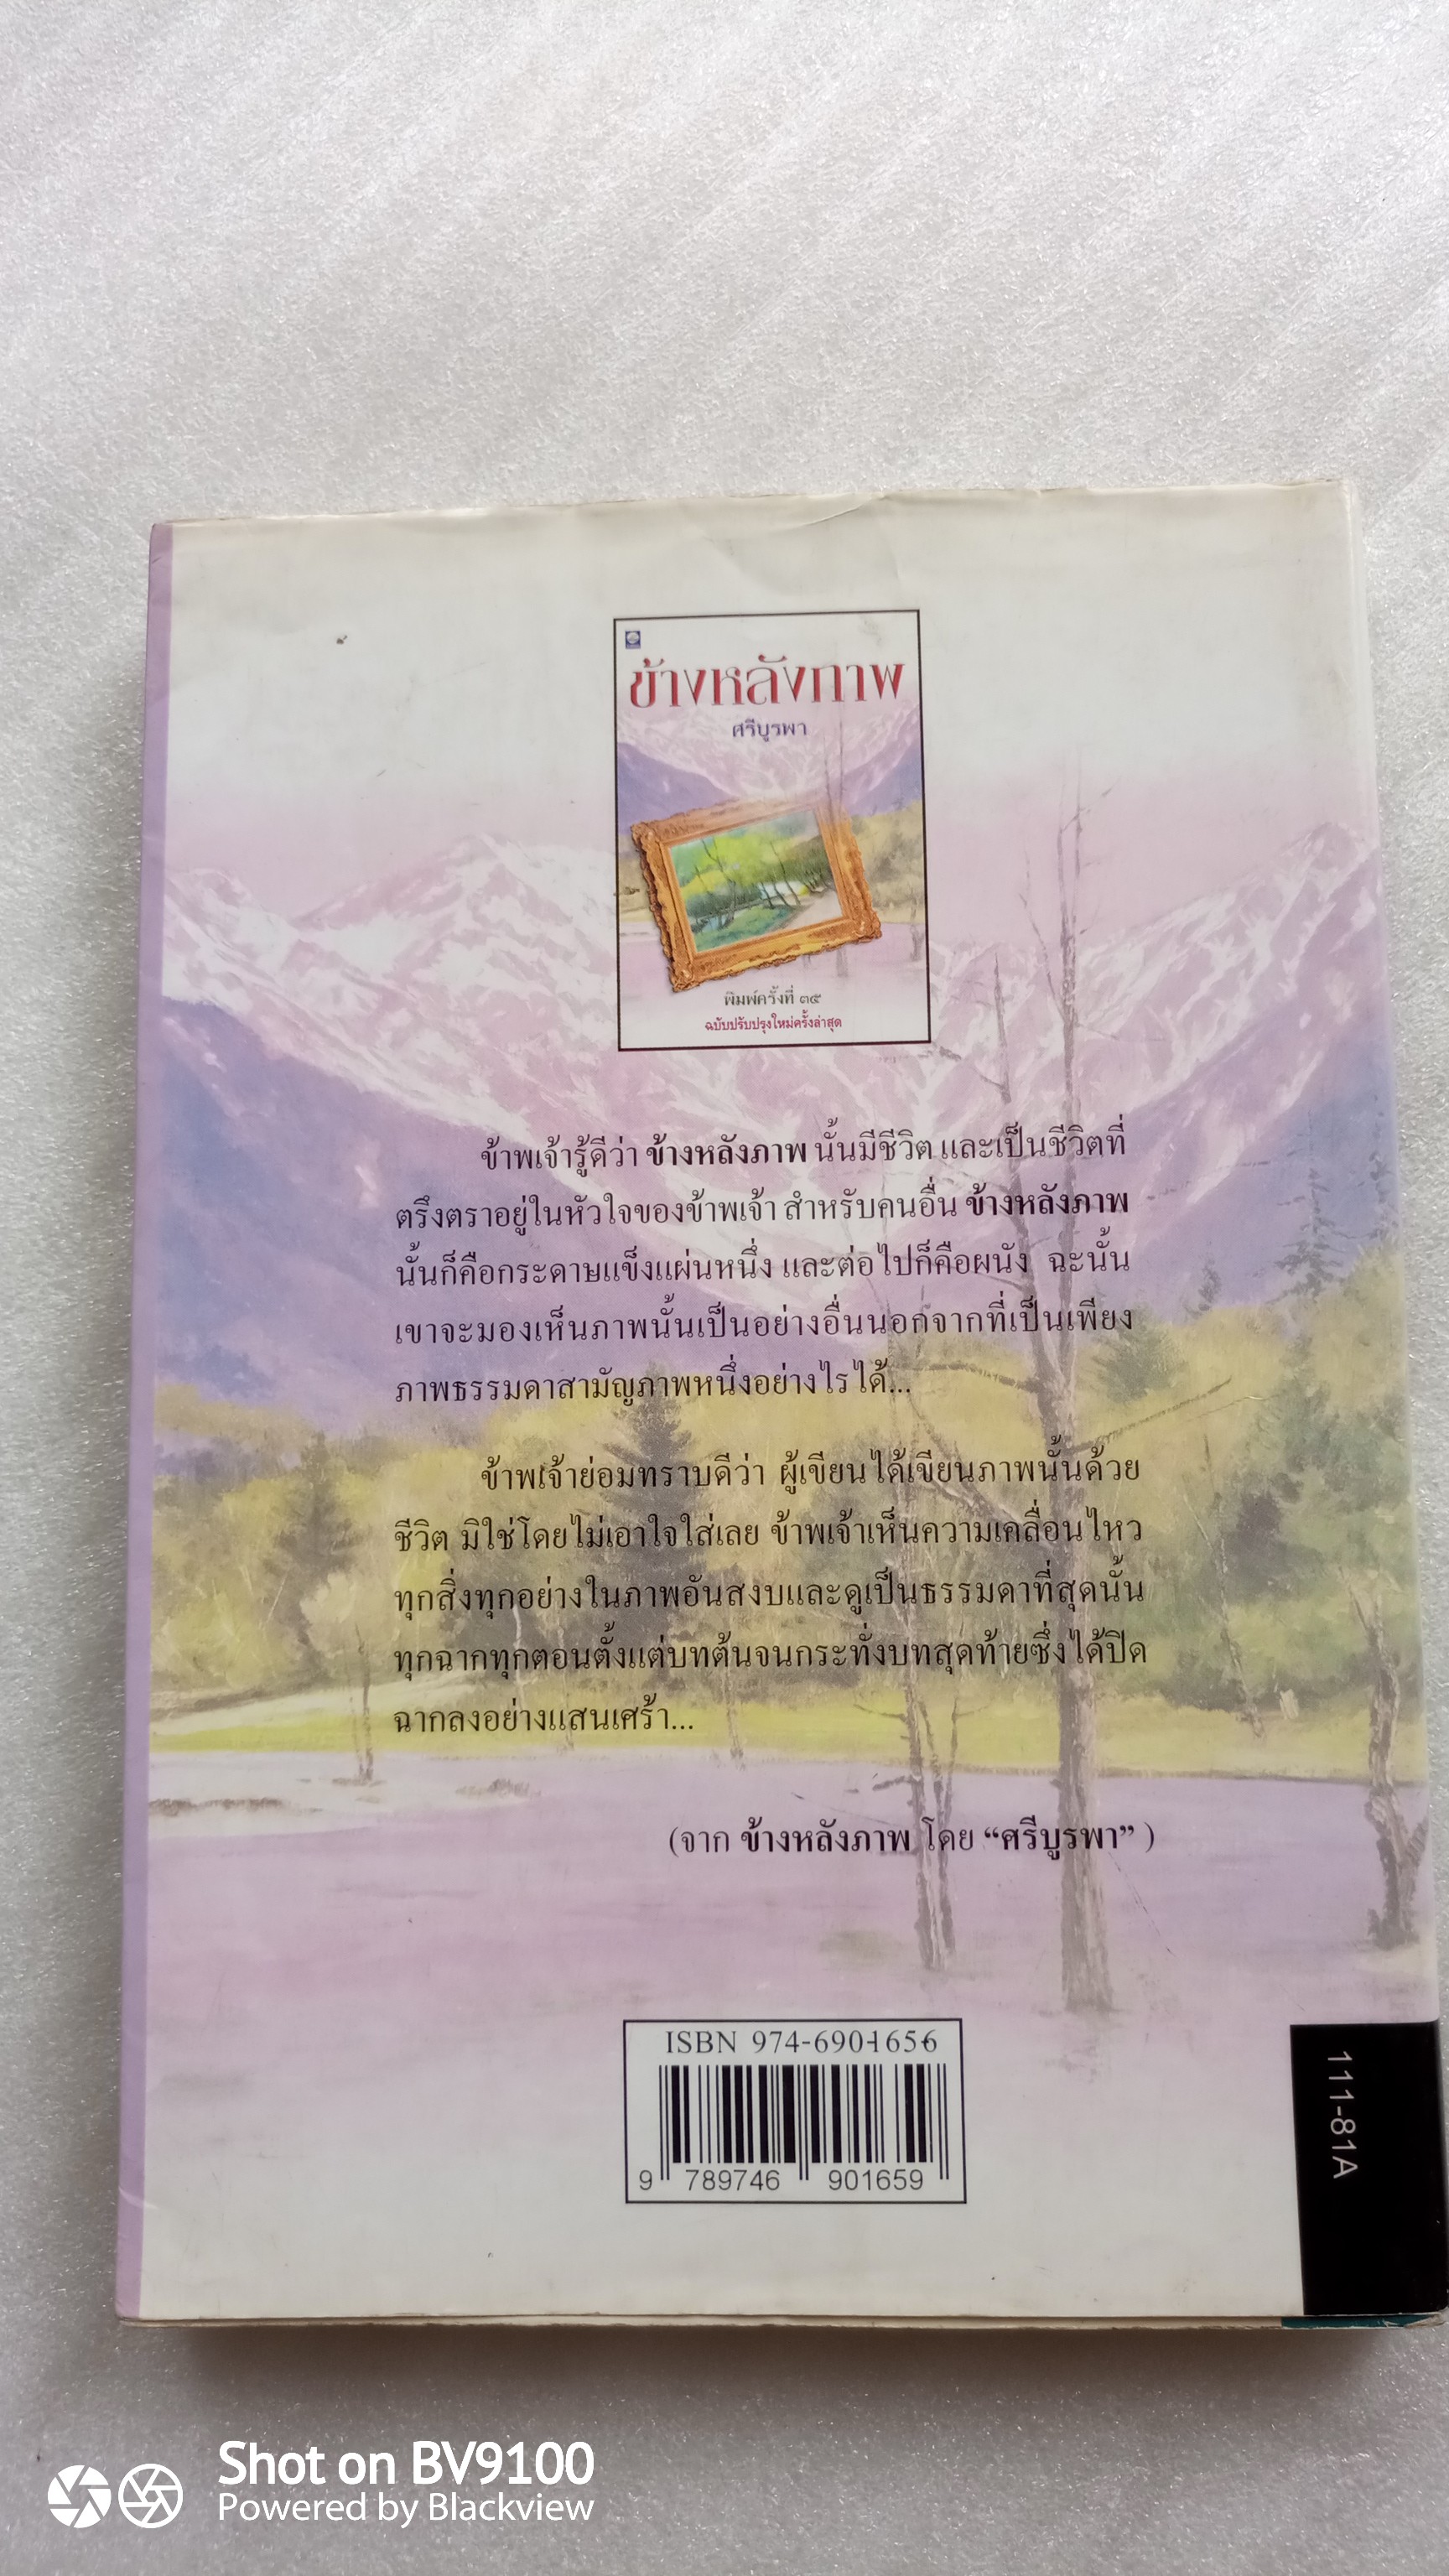 ข้างหลังภาพ
ศรีบูรพา
พิมพ์ครั้งที่ ๓๕
ฉบับปรับปรุงใหม่ครั้งล่าสุด
ข้าพเจ้ารู้ดีว่า ข้างหลังภาพ นั้นมีชีวิต และเป็นชีวิตที่
ตรึงตราอยู่ในหัวใจของข้าพเจ้า สำหรับคนอื่น ข้างหลังภาพ
นั้นก็คือกระดาษแข็งแผ่นหนึ่ง และต่อไปก็คือผนัง ฉะนั้น
เขาจะมองเห็นภาพนั้นเป็นอย่างอื่นนอกจากที่เป็นเพียง
ภาพธรรมดาสามัญภาพหนึ่งอย่างไรได้...
ข้าพเจ้าย่อมทราบดีว่า ผู้เขียนได้เขียนภาพนั้นด้วย
ชีวิต มิใช่โดยไม่เอาใจใส่เลย ข้าพเจ้าเห็นความเคลื่อนไหว
ทุกสิ่งทุกอย่างในภาพอันสงบและดูเป็นธรรมดาที่สุดนั้น
ทุกฉากทุกตอนตั้งแต่บทต้นจนกระทั่งบทสุดท้ายซึ่งได้ปิด
ฉากลงอย่างแสนเศร้า...
(จาก ข้างหลังภาพ โดย “ศรีบูรพา” )
ISBN 974-690-165-6
9 789746 901659
111-81A
Shot on BV9100
Powered by Blackview